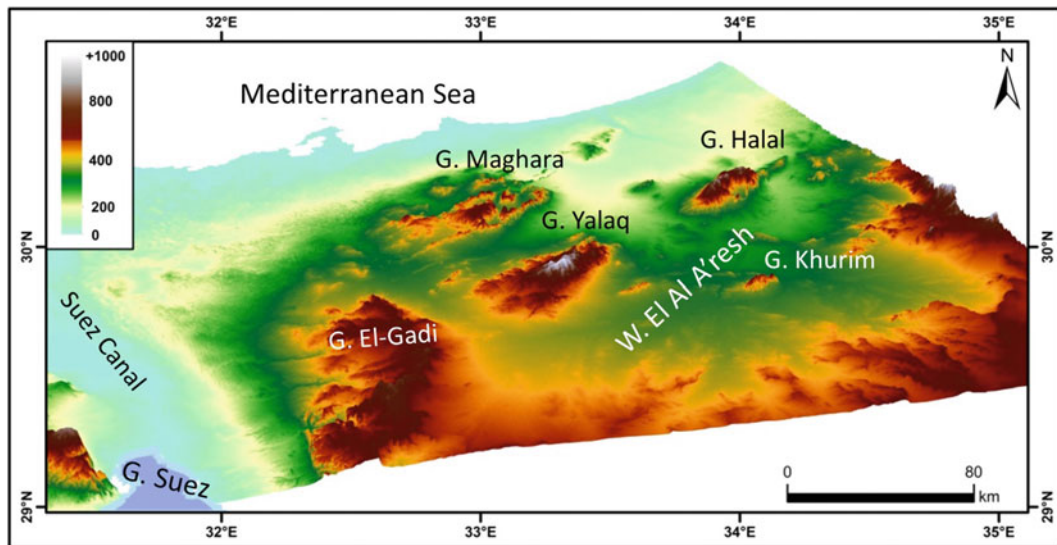 32°E 33°E 34°E 35°E
+1000
800
600
400
200
0
N
Mediterranean Sea
G. Maghara
G. Halal
G. Yalaq
30°N
30°N
G. Khurim
W. El Al A’resh
Suez Canal
G. El-Gadi
G. Suez
0 80
km
29°N
29°N
32°E 33°E 34°E 35°E